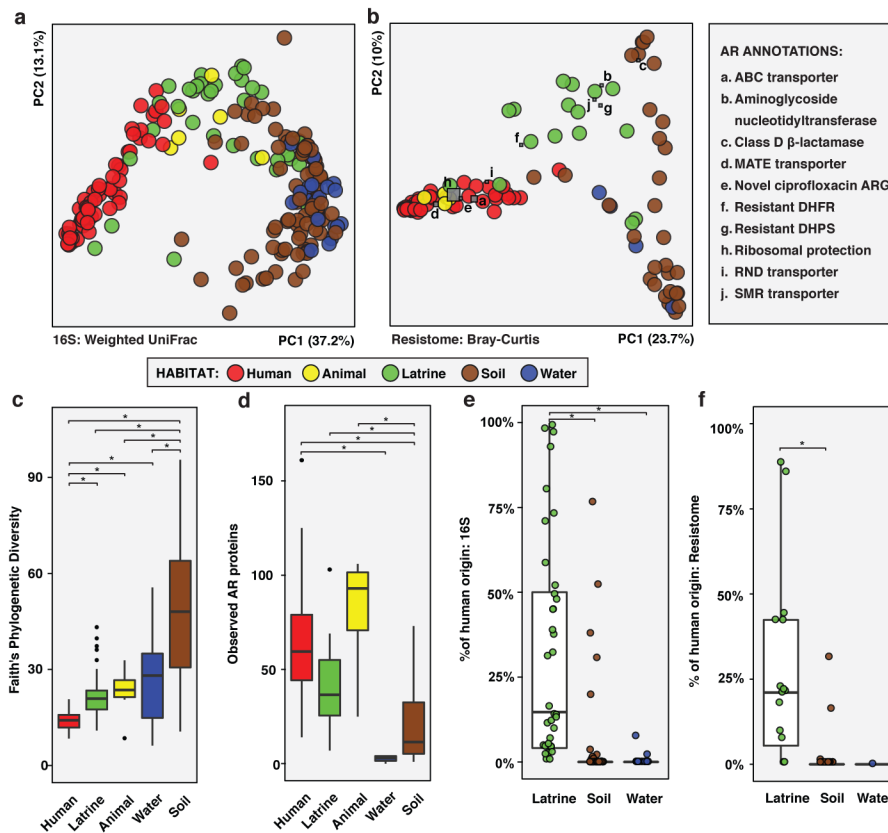 a
b
PC2 (13.1%)
16S: Weighted UniFrac
PC1 (37.2%)
PC2 (10%)
b
c
j
g
f
h
i
d
e
a
Resistome: Bray-Curtis
PC1 (23.7%)
AR ANNOTATIONS:
a. ABC transporter
b. Aminoglycoside
nucleotidyltransferase
c. Class D β-lactamase
d. MATE transporter
e. Novel ciprofloxacin ARG
f. Resistant DHFR
g. Resistant DHPS
h. Ribosomal protection
i. RND transporter
j. SMR transporter
HABITAT: Human Animal Latrine Soil Water
c
Faith's Phylogenetic Diversity
90
60
30
0
* * * * * * *
Human Latrine Animal Water Soil
d
Observed AR proteins
150
100
50
0
* * * *
Human Latrine Animal Water Soil
e
%of human origin: 16S
100%
75%
50%
25%
0%
* *
Latrine Soil Water
f
% of human origin: Resistome
100%
75%
50%
25%
0%
*
Latrine Soil Water